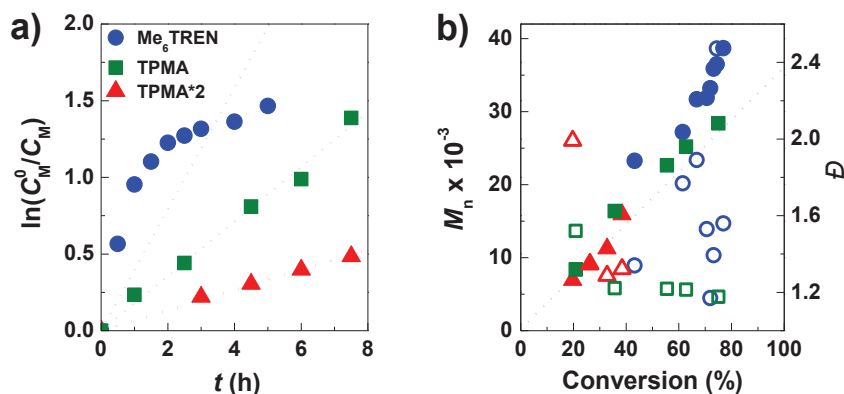 a)
ln(C⁰_M/C_M)
2.0
1.5
1.0
0.5
0.0
Me₆TREN
TPMA
TPMA*2
0 2 4 6 8
t (h)
b)
Mₙ x 10⁻³
40
30
20
10
0
0 20 40 60 80 100
Conversion (%)
2.4
2.0
1.6
1.2
Đ